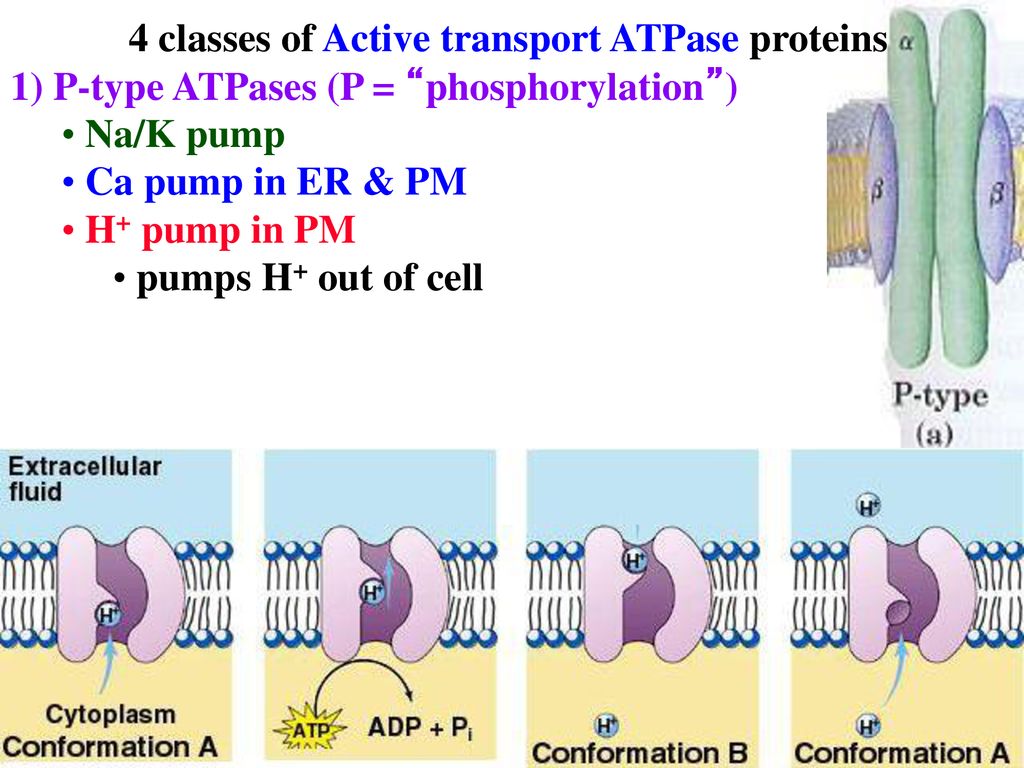 4 classes of Active transport ATPase proteins
1) P-type ATPases (P = “phosphorylation”)
• Na/K pump
• Ca pump in ER & PM
• H⁺ pump in PM
• pumps H⁺ out of cell
α
β
β
P-type
(a)
Extracellular
fluid
H⁺
Cytoplasm
Conformation A
H⁺
ATP
ADP + Pᵢ
H⁺
H⁺
Conformation B
H⁺
H⁺
Conformation A